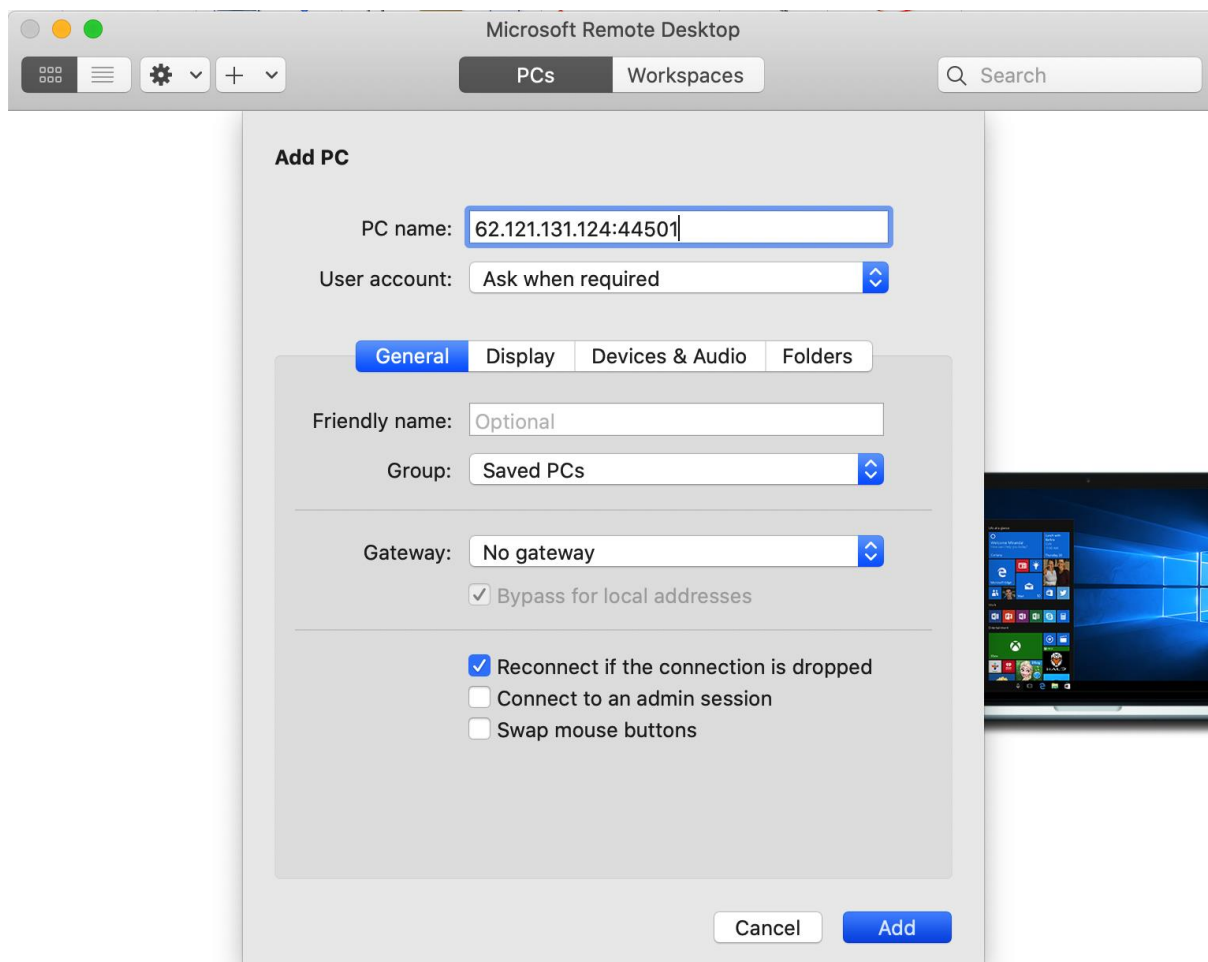 Microsoft Remote Desktop
PCs Workspaces Search
Add PC
PC name: 62.121.131.124:44501
User account: Ask when required
General Display Devices & Audio Folders
Friendly name: Optional
Group: Saved PCs
Gateway: No gateway
Bypass for local addresses
Reconnect if the connection is dropped
Connect to an admin session
Swap mouse buttons
Cancel Add